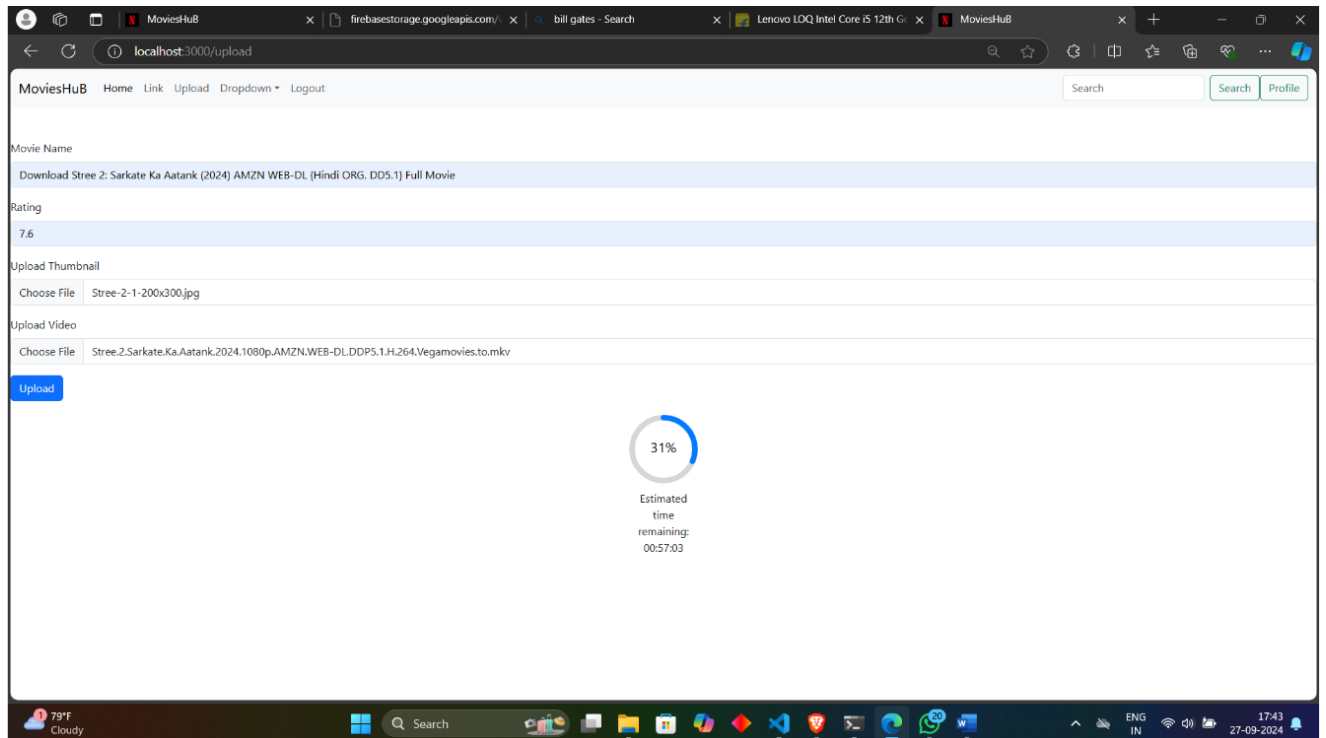 MoviesHuB
firebasestorage.googleapis.com/
bill gates - Search
Lenovo LOQ Intel Core i5 12th Ge
MoviesHuB
localhost:3000/upload
MoviesHuB Home Link Upload Dropdown Logout
Search
Search
Profile
Movie Name
Download Stree 2: Sarkate Ka Aatank (2024) AMZN WEB-DL {Hindi ORG. DD5.1} Full Movie
Rating
7.6
Upload Thumbnail
Choose File Stree-2-1-200x300.jpg
Upload Video
Choose File Stree.2.Sarkate.Ka.Aatank.2024.1080p.AMZN.WEB-DL.DDP5.1.H.264.Vegamovies.to.mkv
Upload
31%
Estimated
time
remaining:
00:57:03
1
79°F
Cloudy
Search
20
ENG
IN
17:43
27-09-2024